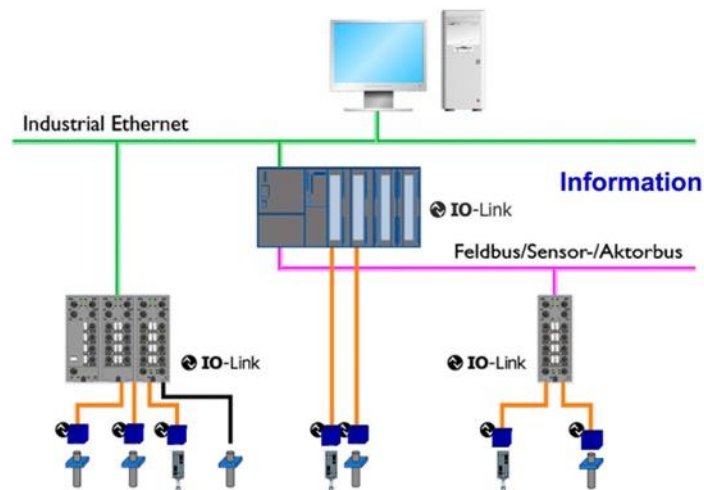 Industrial Ethernet
Information
IO-Link
Feldbus/Sensor-/Aktorbus
IO-Link
IO-Link